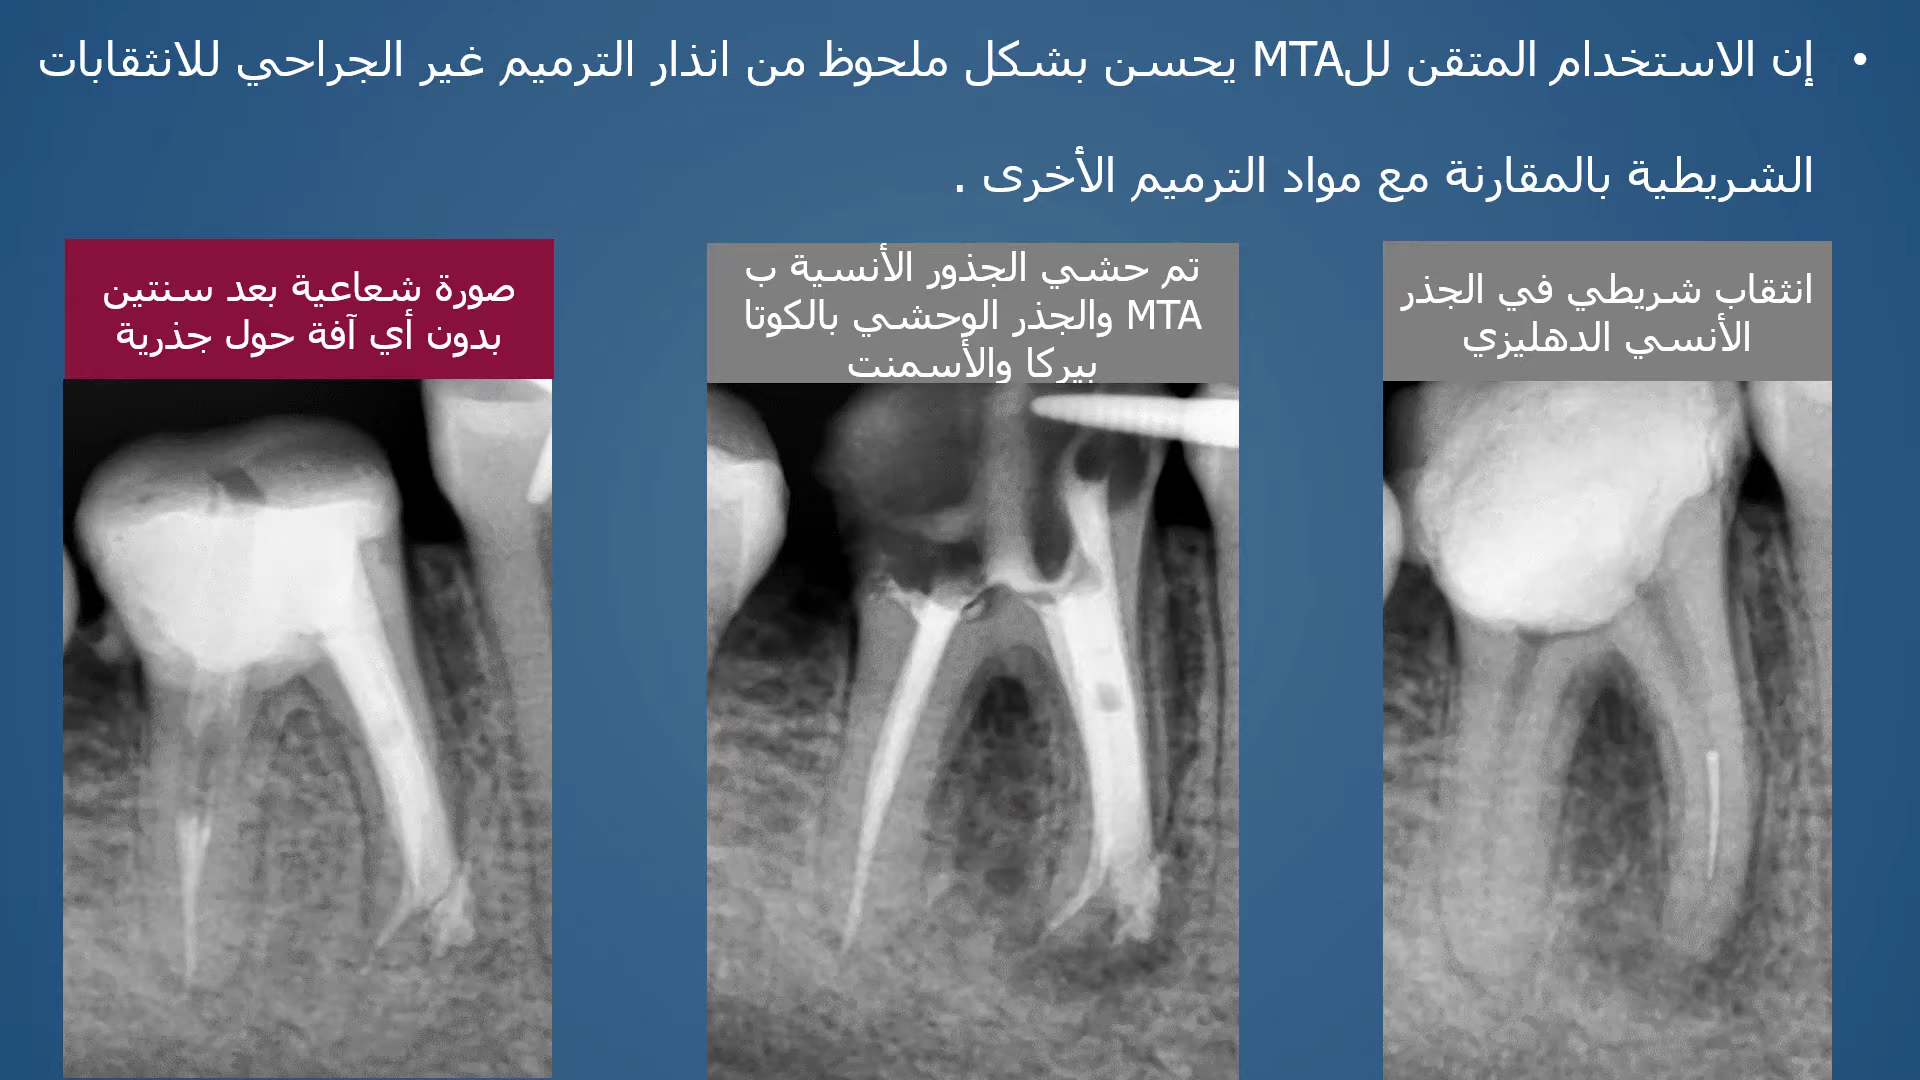 • إن الاستخدام المتقن للMTA يحسن بشكل ملحوظ من انذار الترميم غير الجراحي للانثقابات
الشريطية بالمقارنة مع مواد الترميم الأخرى .
انثقاب شريطي في الجذر
الأنسي الدهليزي
تم حشي الجذور الأنسية ب
MTA والجذر الوحشي بالكوتا
بيركا والأسمنت
صورة شعاعية بعد سنتين
بدون أي آفة حول جذرية